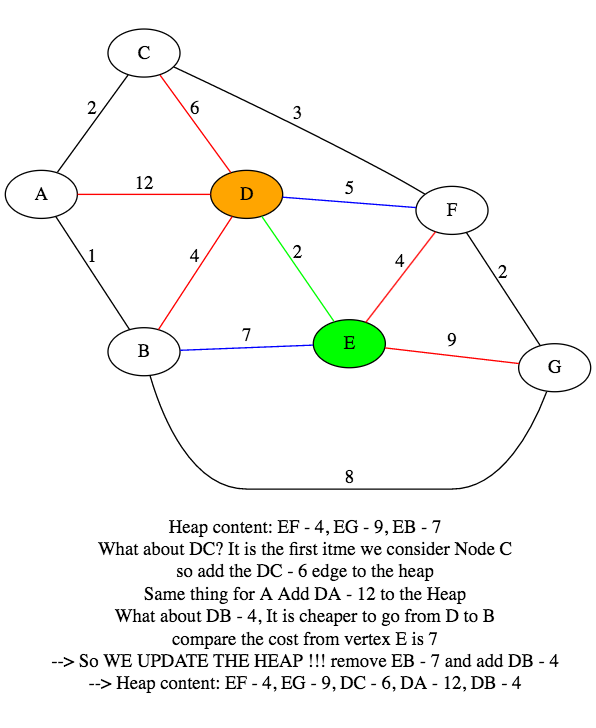 C
2
6
3
A
12
D
5
F
1
4
2
4
2
B
7
E
9
G
8
Heap content: EF - 4, EG - 9, EB - 7
What about DC? It is the first itme we consider Node C
so add the DC - 6 edge to the heap
Same thing for A Add DA - 12 to the Heap
What about DB - 4, It is cheaper to go from D to B
compare the cost from vertex E is 7
--> So WE UPDATE THE HEAP !!! remove EB - 7 and add DB - 4
--> Heap content: EF - 4, EG - 9, DC - 6, DA - 12, DB - 4